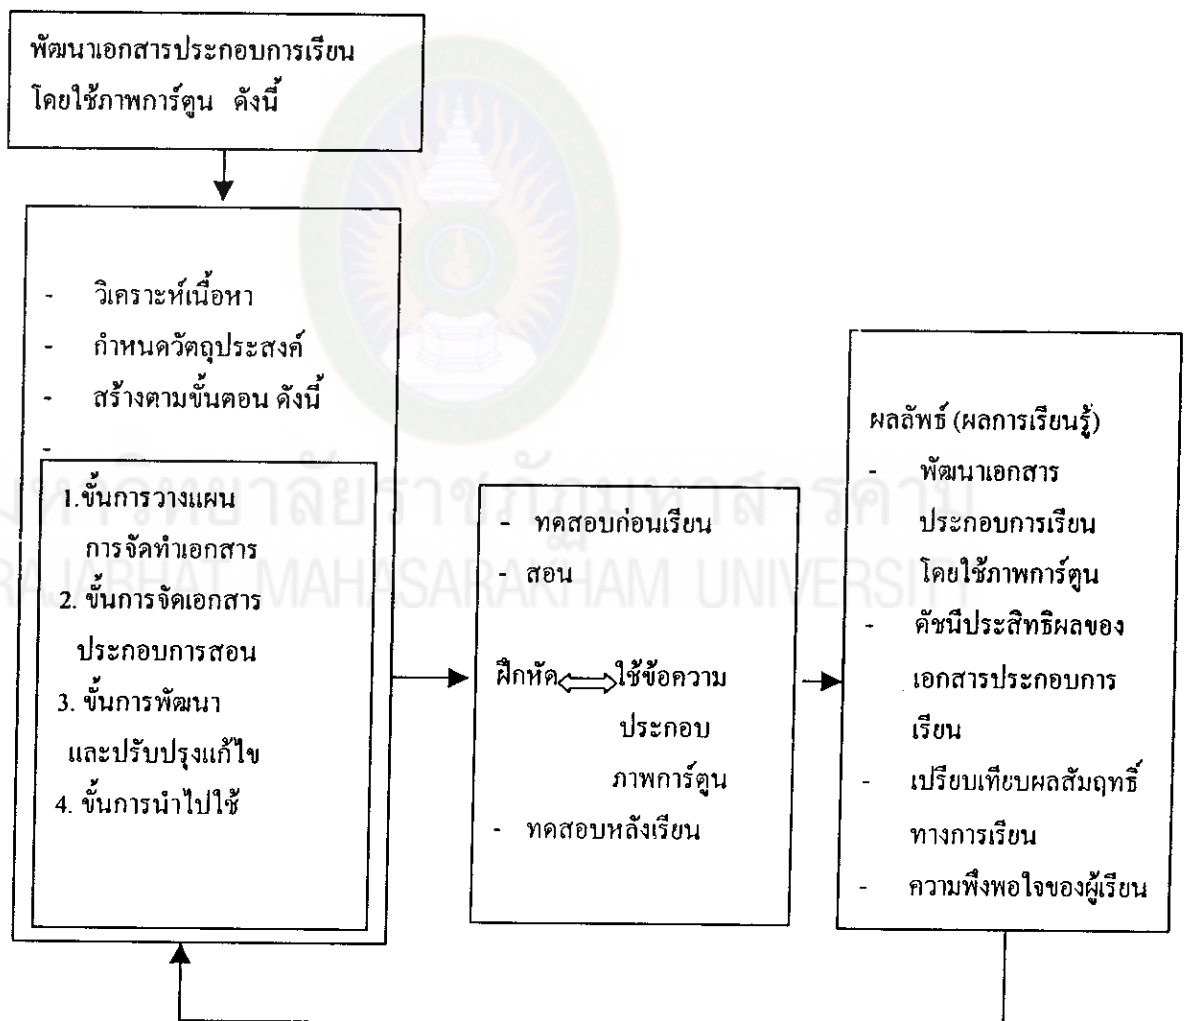 พัฒนาเอกสารประกอบการเรียน
โดยใช้ภาพการ์ตูน ดังนี้
- วิเคราะห์เนื้อหา
- กำหนดวัตถุประสงค์
- สร้างตามขั้นตอน ดังนี้
-
1.ขั้นการวางแผน
การจัดทำเอกสาร
2. ขั้นการจัดเอกสาร
ประกอบการสอน
3. ขั้นการพัฒนา
และปรับปรุงแก้ไข
4. ขั้นการนำไปใช้
- ทดสอบก่อนเรียน
- สอน
ฝึกหัด ใช้ข้อความ
ประกอบ
ภาพการ์ตูน
- ทดสอบหลังเรียน
ผลลัพธ์ (ผลการเรียนรู้)
- พัฒนาเอกสาร
ประกอบการเรียน
โดยใช้ภาพการ์ตูน
- ดัชนีประสิทธิผลของ
เอกสารประกอบการ
เรียน
- เปรียบเทียบผลสัมฤทธิ์
ทางการเรียน
- ความพึงพอใจของผู้เรียน
มหาวิทยาลัยราชภัฏมหาสารคาม
RAJABHAT MAHASARAKHAM UNIVERSITY